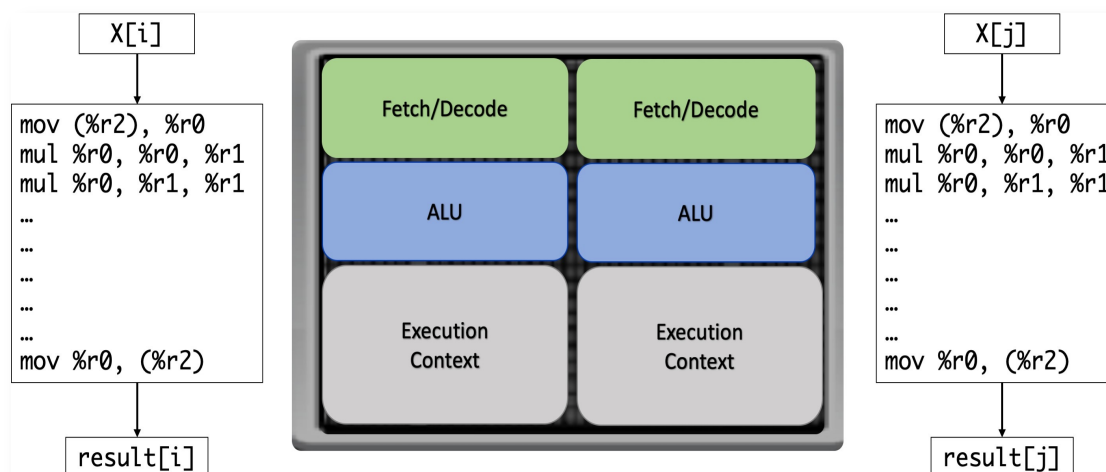 X[i]
mov (%r2), %r0
mul %r0, %r0, %r1
mul %r0, %r1, %r1
…
…
…
…
…
mov %r0, (%r2)
result[i]
Fetch/Decode
Fetch/Decode
ALU
ALU
Execution
Context
Execution
Context
X[j]
mov (%r2), %r0
mul %r0, %r0, %r1
mul %r0, %r1, %r1
…
…
…
…
…
mov %r0, (%r2)
result[j]